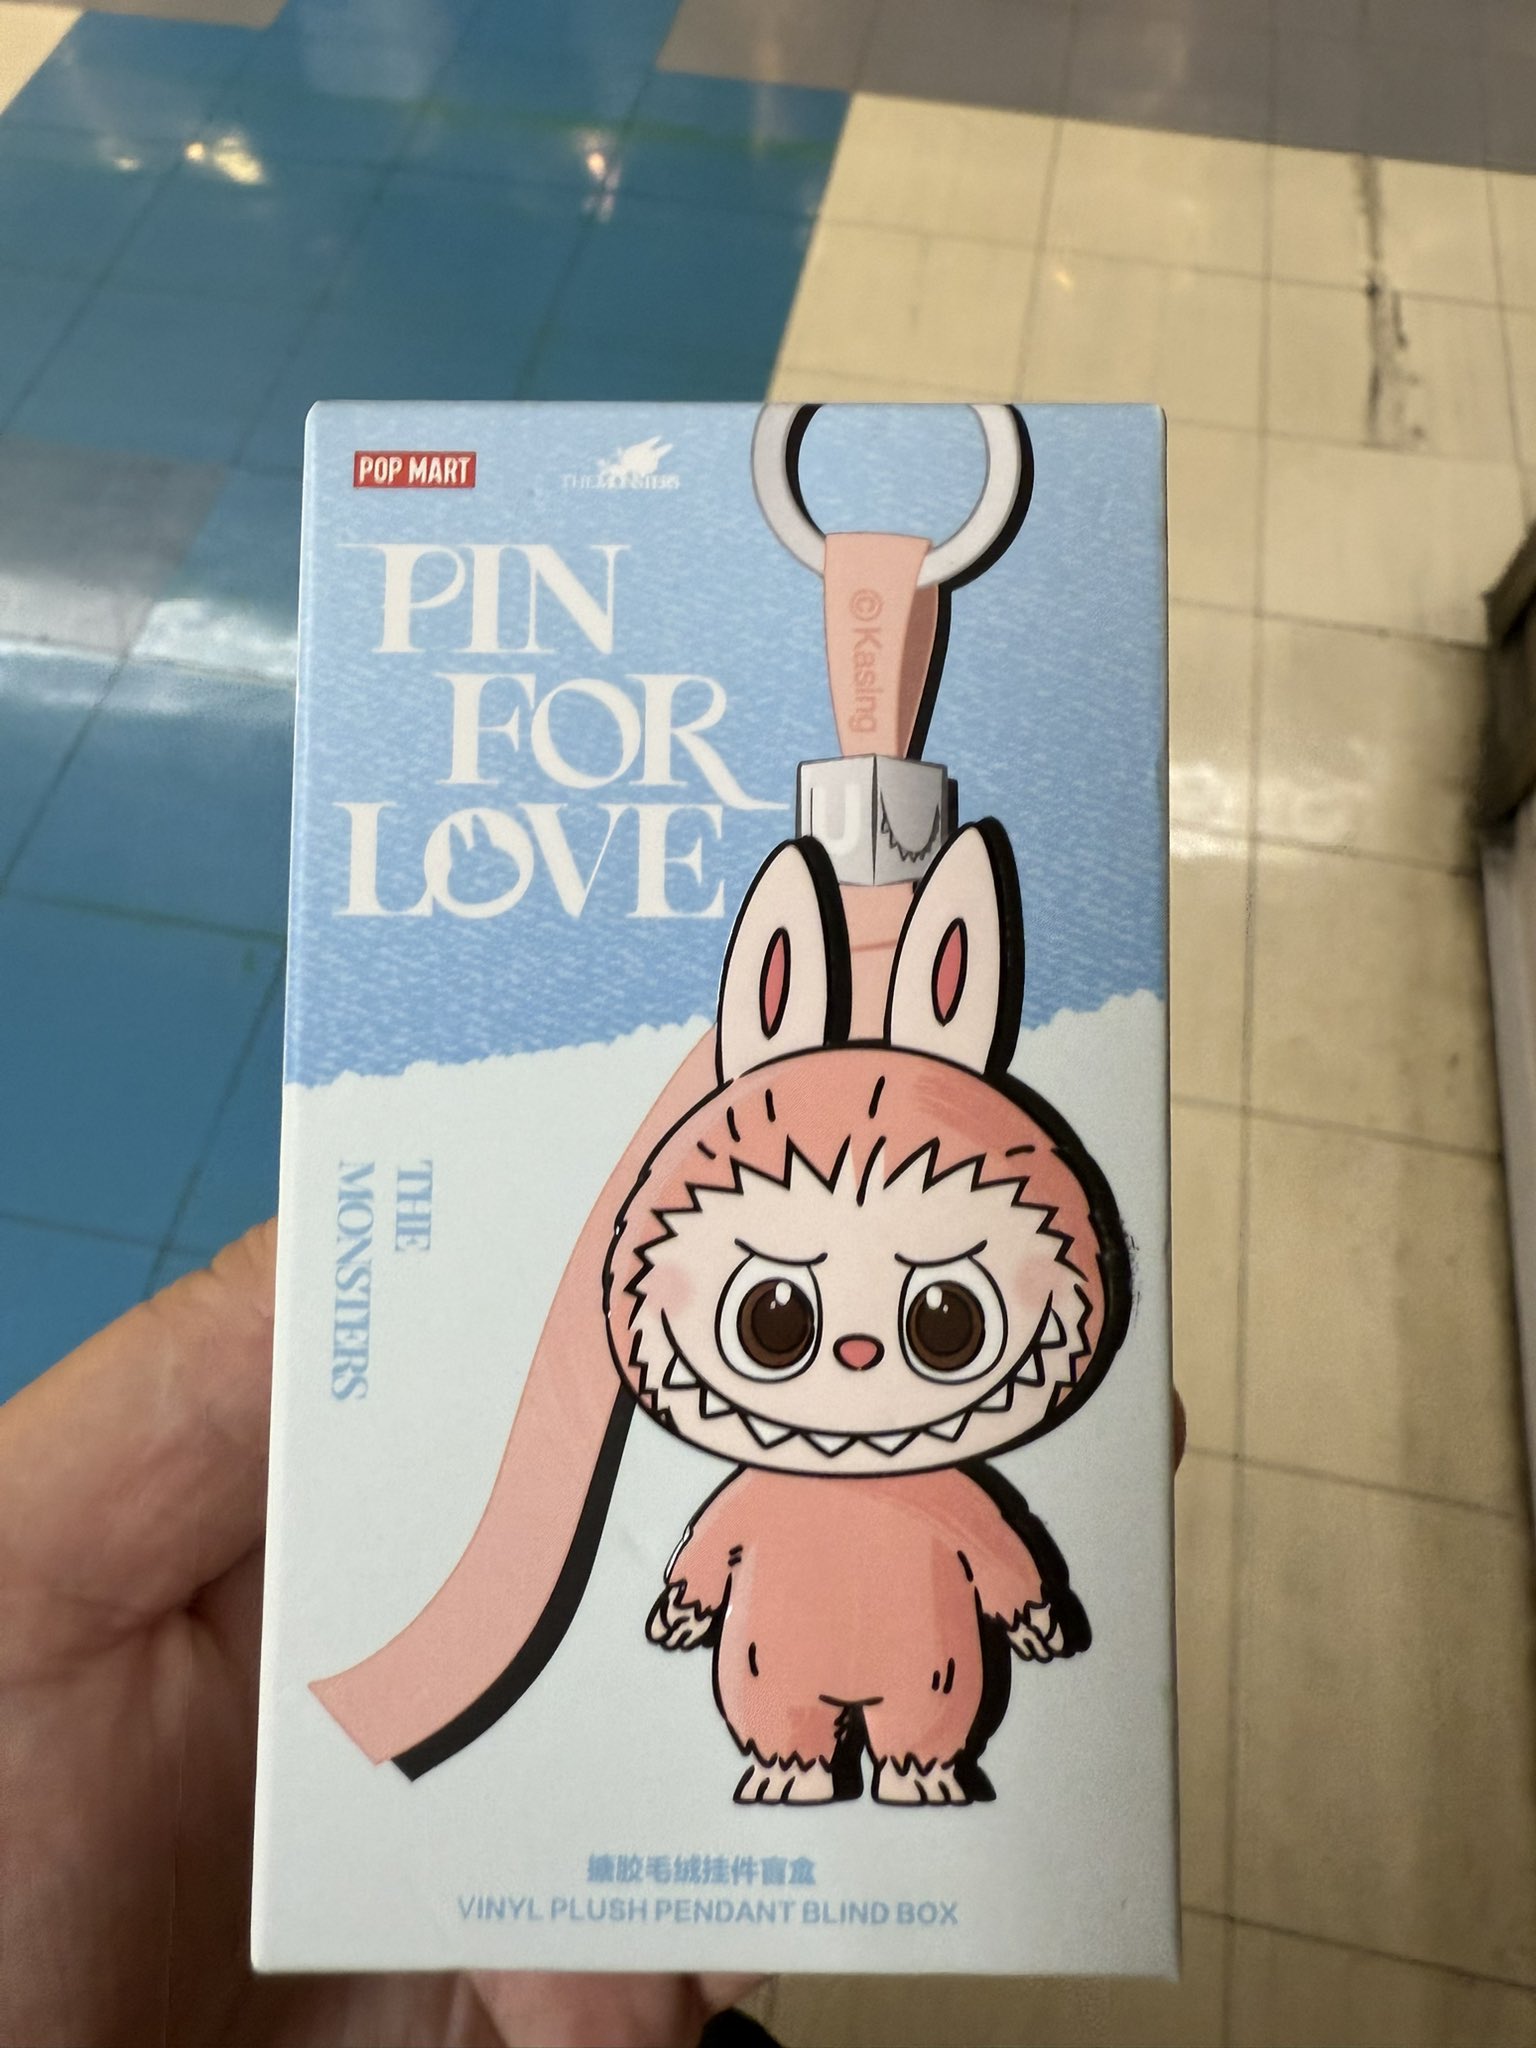 POP MART
THE MONSTERS
PIN
FOR
LOVE
© Kasing
U
THE
MONSTERS
搪胶毛绒挂件盲盒
VINYL PLUSH PENDANT BLIND BOX